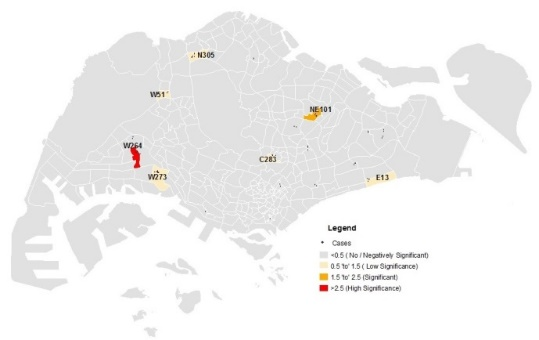 N305
W51
NE101
W264
C283
W273
E13
Legend
Cases
<0.5 ( No / Negatively Significant)
0.5 'to' 1.5 ( Low Significance)
1.5 'to' 2.5 (Significant)
>2.5 (High Significance)